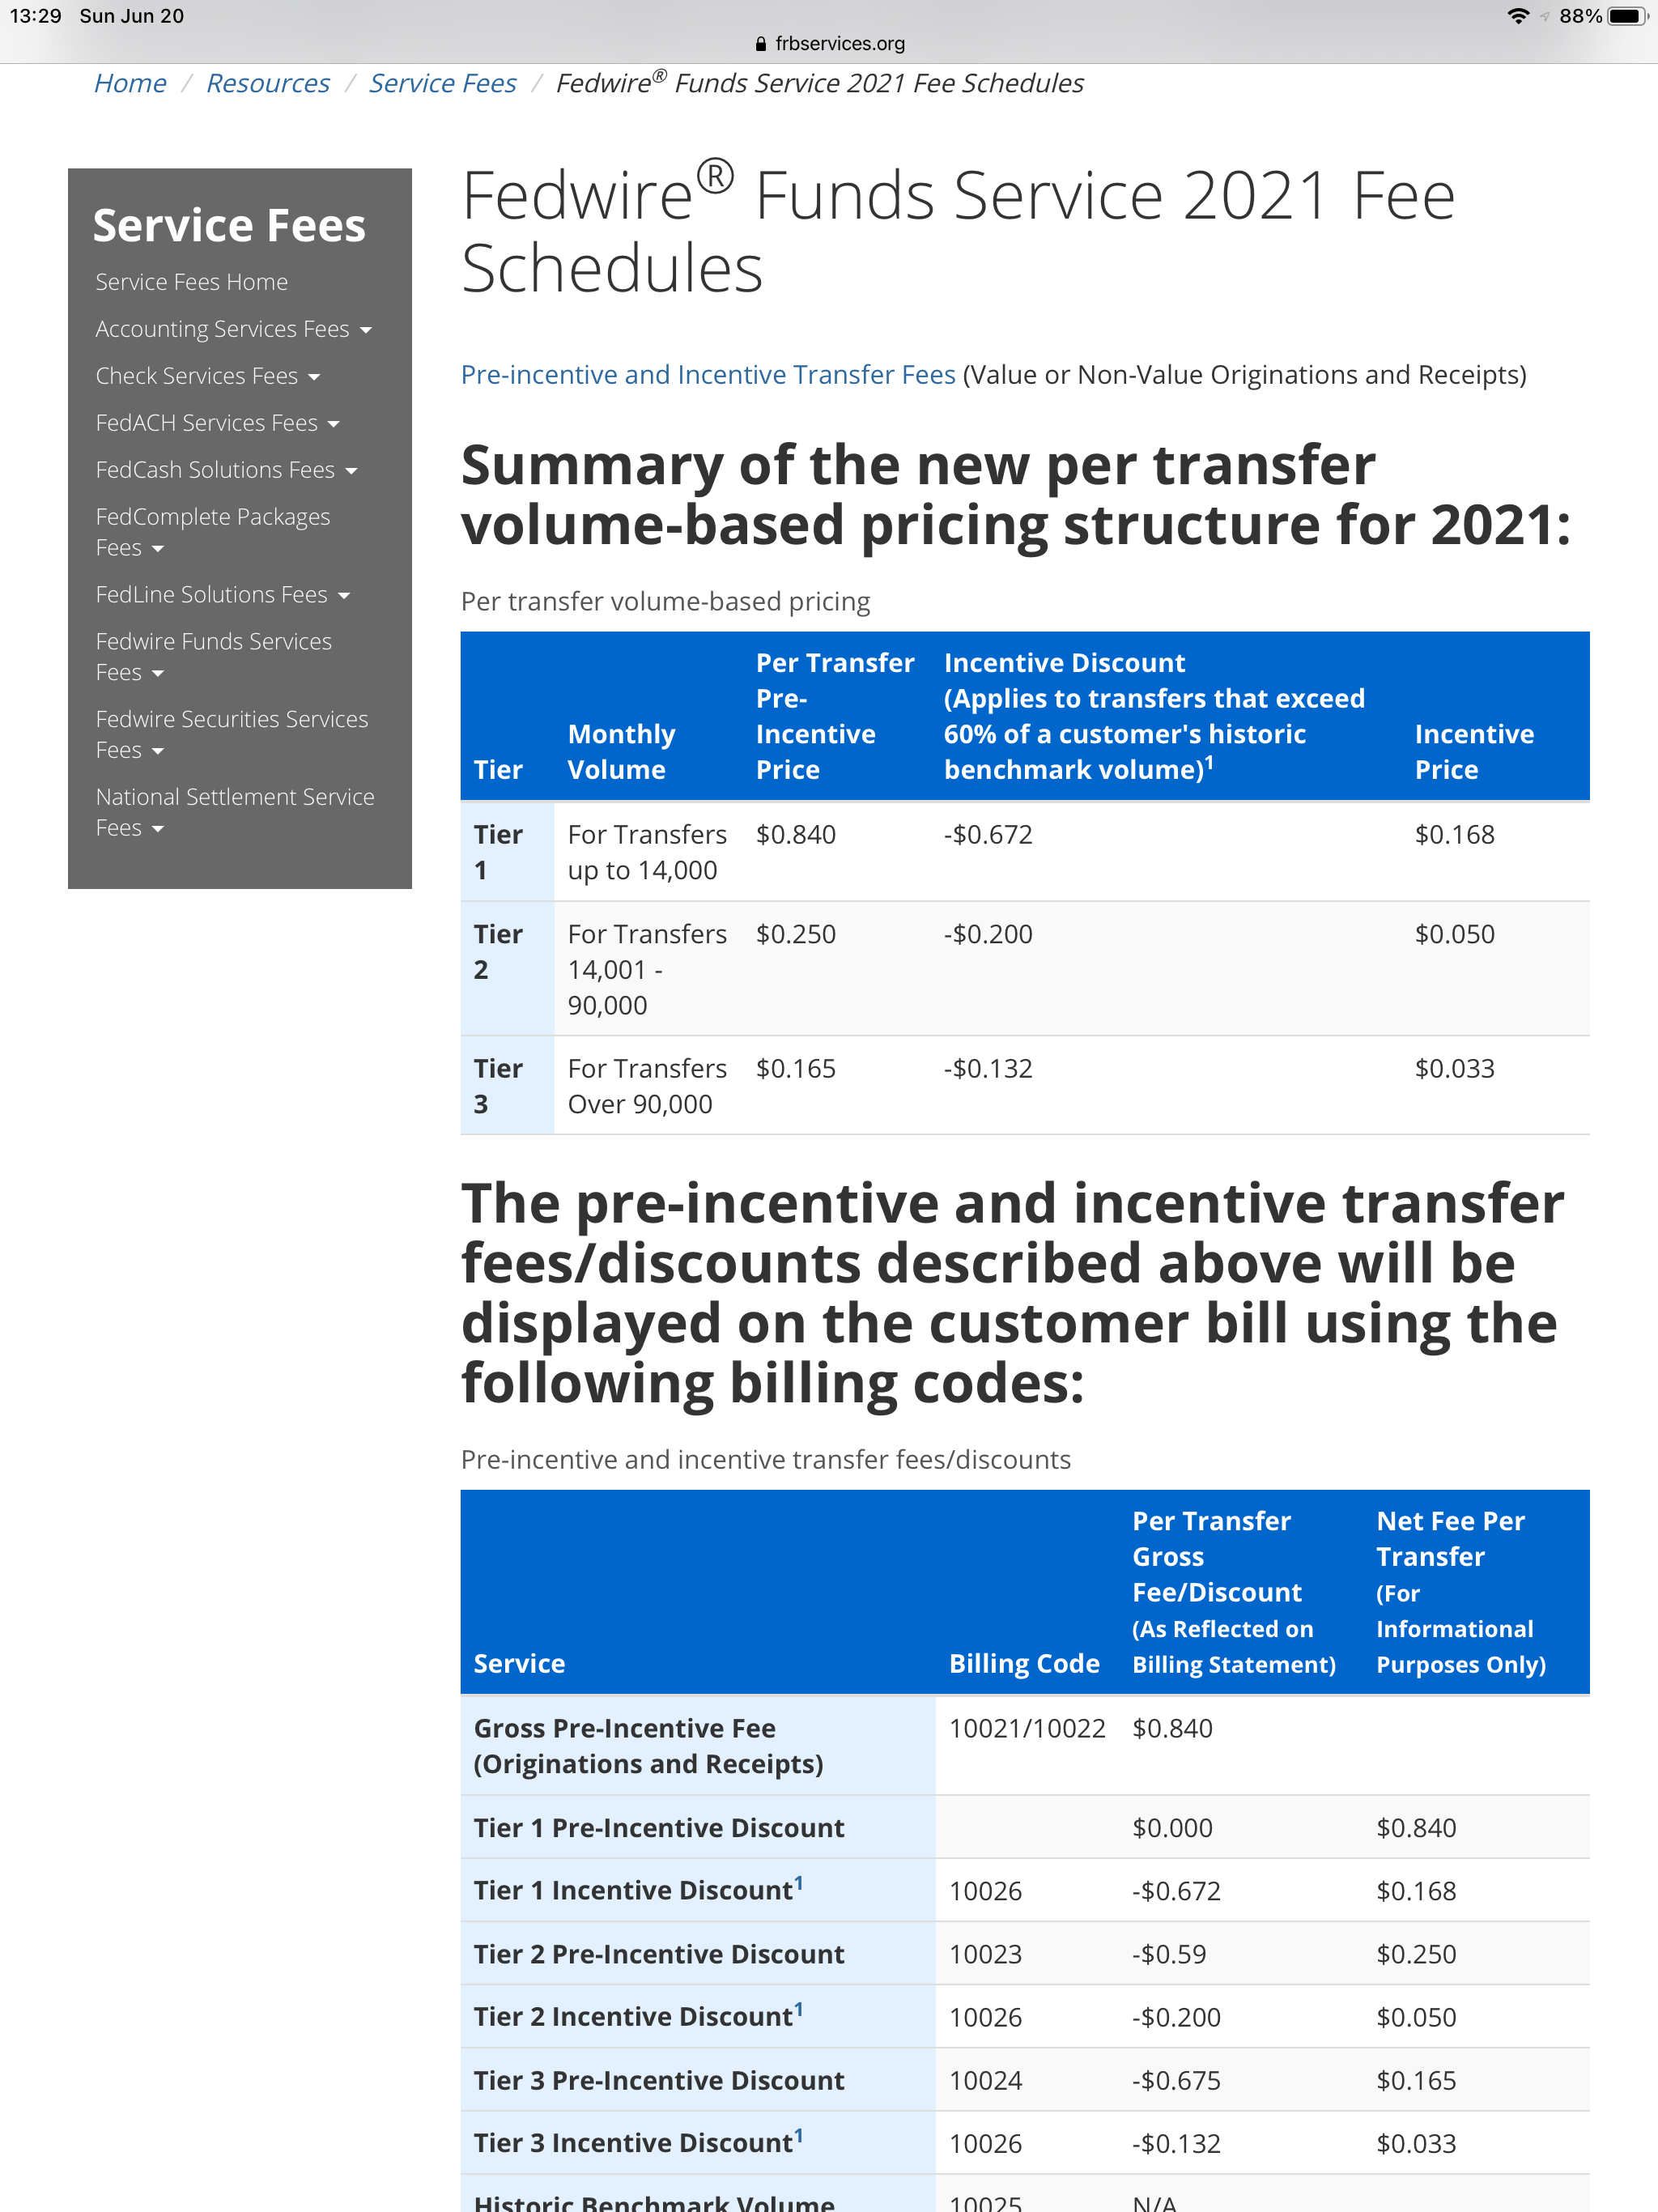 13:29 Sun Jun 20
88%
frbservices.org
Home / Resources / Service Fees / Fedwire® Funds Service 2021 Fee Schedules
Service Fees
Service Fees Home
Accounting Services Fees
Check Services Fees
FedACH Services Fees
FedCash Solutions Fees
FedComplete Packages
Fees
FedLine Solutions Fees
Fedwire Funds Services
Fees
Fedwire Securities Services
Fees
National Settlement Service
Fees
Fedwire® Funds Service 2021 Fee
Schedules
Pre-incentive and Incentive Transfer Fees (Value or Non-Value Originations and Receipts)
Summary of the new per transfer
volume-based pricing structure for 2021:
Per transfer volume-based pricing
Tier
Monthly
Volume
Per Transfer
Pre-
Incentive
Price
Incentive Discount
(Applies to transfers that exceed
60% of a customer's historic
benchmark volume)¹
Incentive
Price
Tier
1
For Transfers
up to 14,000
$0.840
-$0.672
$0.168
Tier
2
For Transfers
14,001 -
90,000
$0.250
-$0.200
$0.050
Tier
3
For Transfers
Over 90,000
$0.165
-$0.132
$0.033
The pre-incentive and incentive transfer
fees/discounts described above will be
displayed on the customer bill using the
following billing codes:
Pre-incentive and incentive transfer fees/discounts
Service
Billing Code
Per Transfer
Gross
Fee/Discount
(As Reflected on
Billing Statement)
Net Fee Per
Transfer
(For
Informational
Purposes Only)
Gross Pre-Incentive Fee
(Originations and Receipts)
10021/10022
$0.840
Tier 1 Pre-Incentive Discount
$0.000
$0.840
Tier 1 Incentive Discount¹
10026
-$0.672
$0.168
Tier 2 Pre-Incentive Discount
10023
-$0.59
$0.250
Tier 2 Incentive Discount¹
10026
-$0.200
$0.050
Tier 3 Pre-Incentive Discount
10024
-$0.675
$0.165
Tier 3 Incentive Discount¹
10026
-$0.132
$0.033
Historic Benchmark Volume
10025
N/A